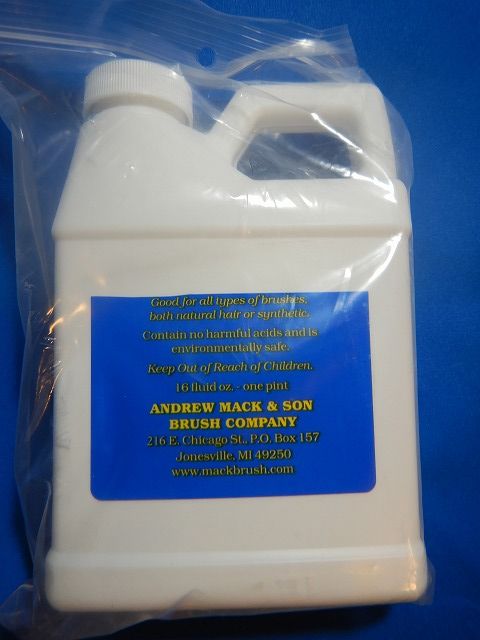 Good for all types of brushes,
both natural hair or synthetic.
Contain no harmful acids and is
environmentally safe.
Keep Out of Reach of Children.
16 fluid oz. - one pint
ANDREW MACK & SON
BRUSH COMPANY
216 E. Chicago St., P.O. Box 157
Jonesville, MI 49250
www.mackbrush.com